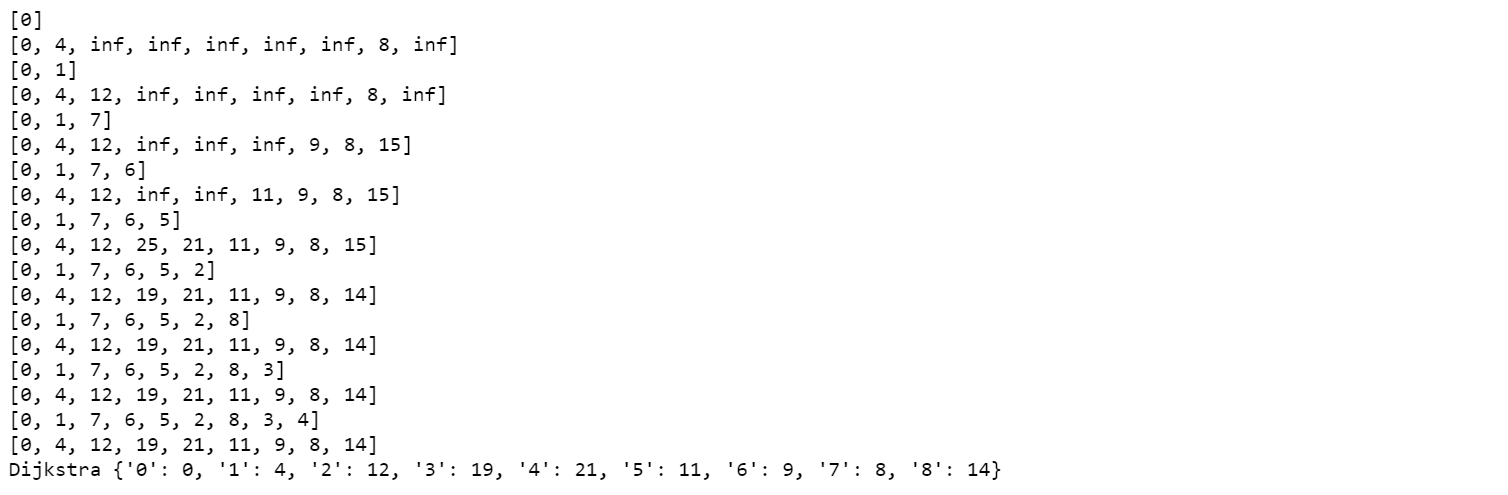 [0]
[0, 4, inf, inf, inf, inf, inf, 8, inf]
[0, 1]
[0, 4, 12, inf, inf, inf, inf, 8, inf]
[0, 1, 7]
[0, 4, 12, inf, inf, inf, 9, 8, 15]
[0, 1, 7, 6]
[0, 4, 12, inf, inf, 11, 9, 8, 15]
[0, 1, 7, 6, 5]
[0, 4, 12, 25, 21, 11, 9, 8, 15]
[0, 1, 7, 6, 5, 2]
[0, 4, 12, 19, 21, 11, 9, 8, 14]
[0, 1, 7, 6, 5, 2, 8]
[0, 4, 12, 19, 21, 11, 9, 8, 14]
[0, 1, 7, 6, 5, 2, 8, 3]
[0, 4, 12, 19, 21, 11, 9, 8, 14]
[0, 1, 7, 6, 5, 2, 8, 3, 4]
[0, 4, 12, 19, 21, 11, 9, 8, 14]
Dijkstra {'0': 0, '1': 4, '2': 12, '3': 19, '4': 21, '5': 11, '6': 9, '7': 8, '8': 14}